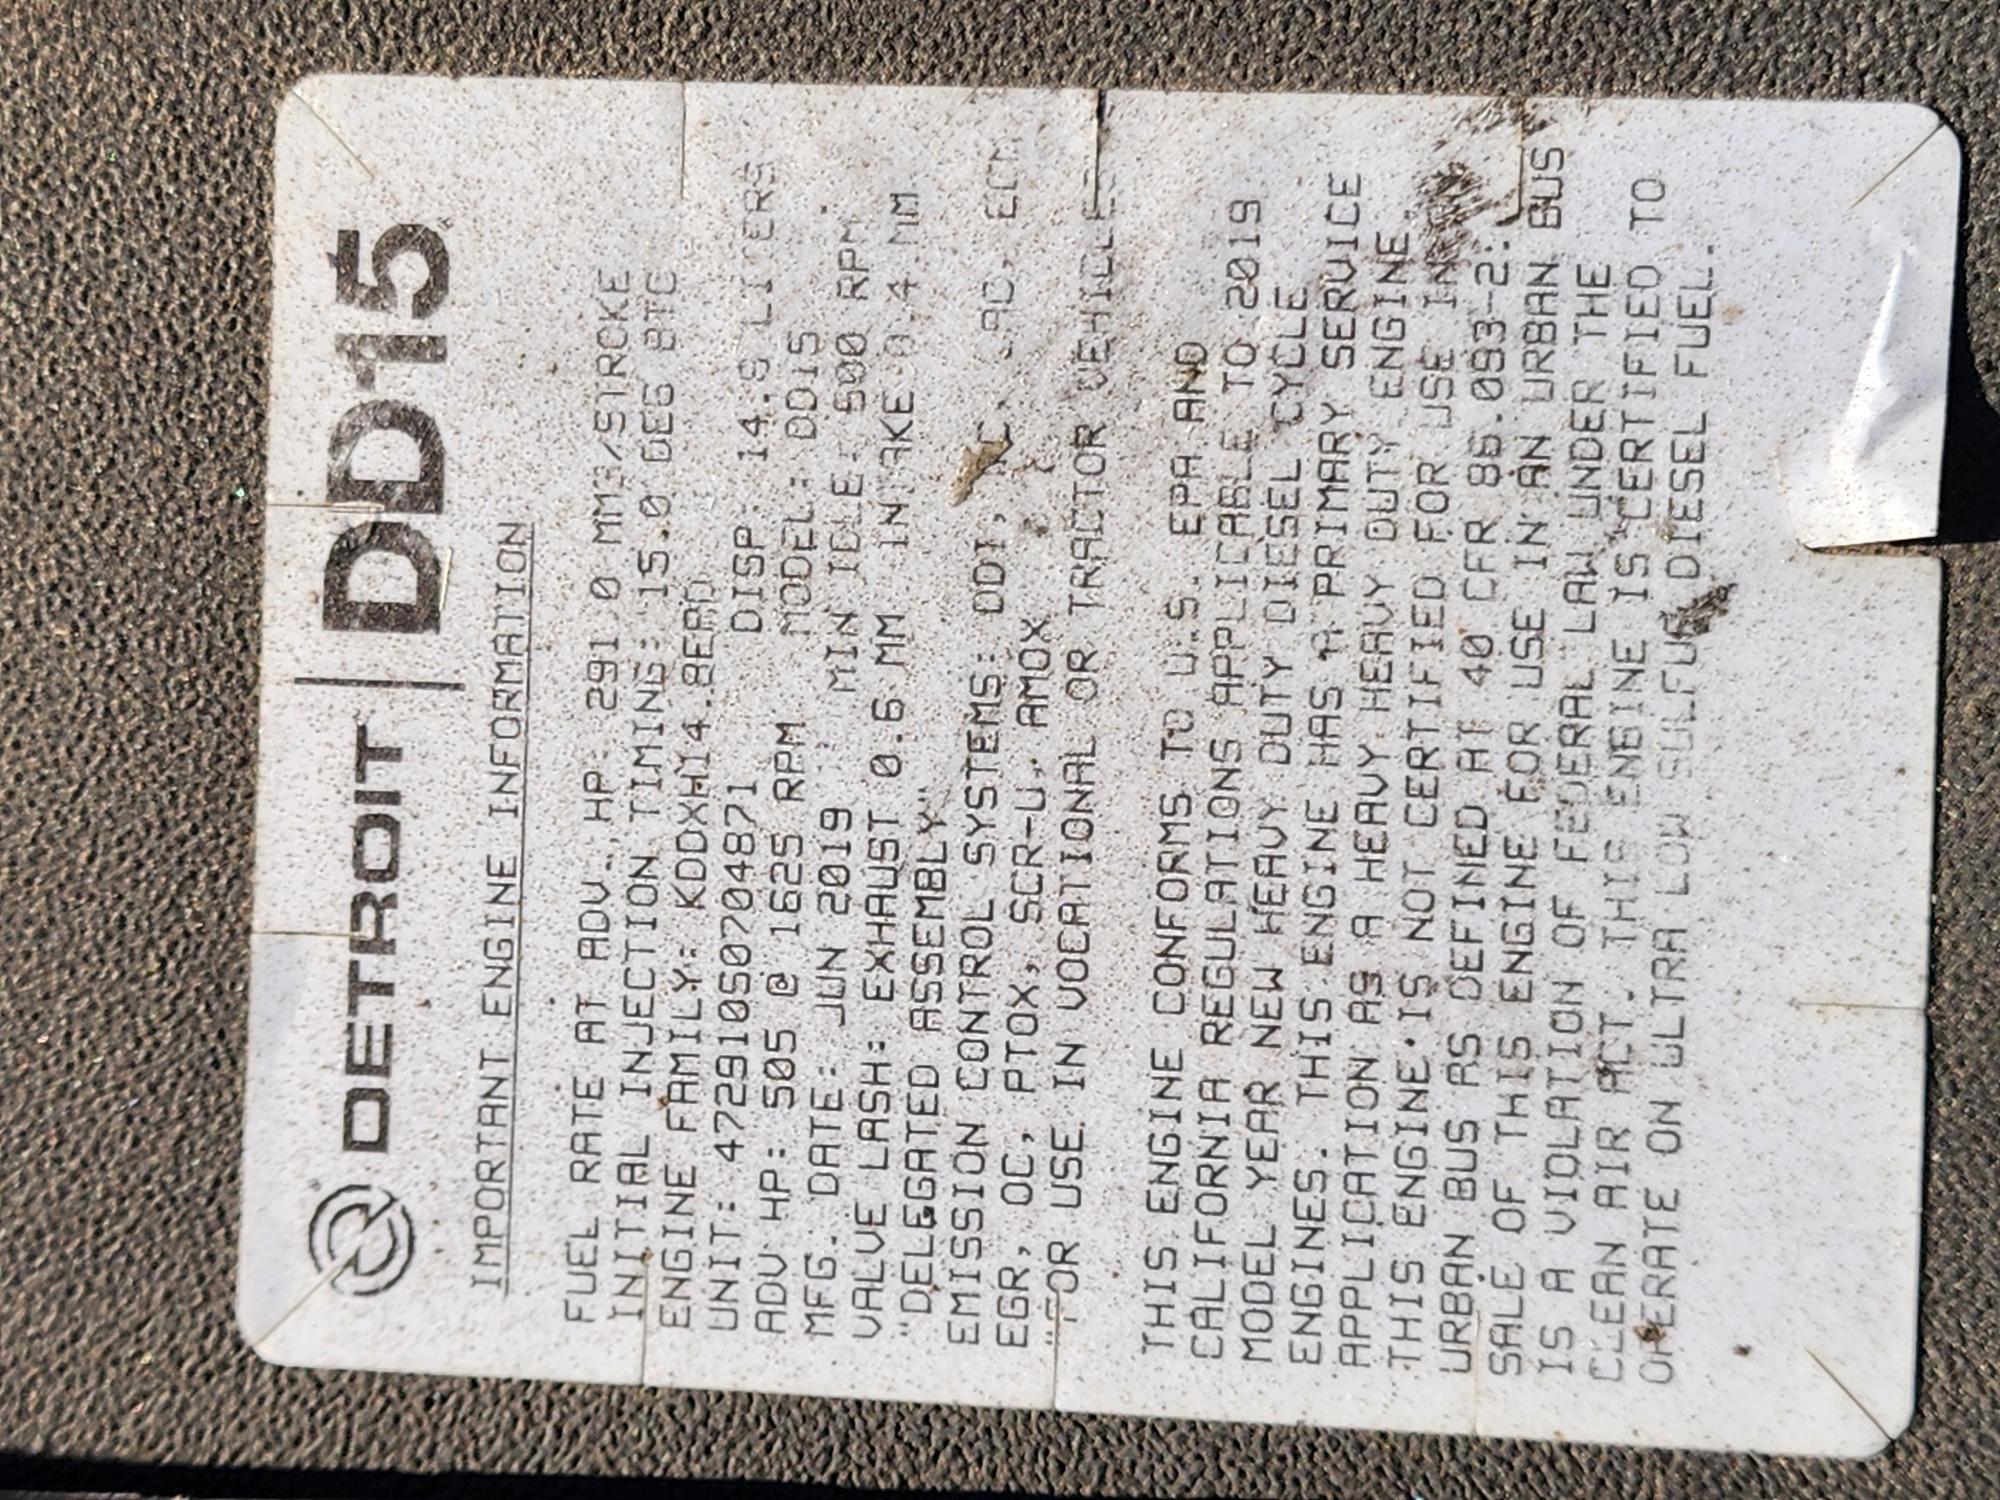 DETROIT | DD15
IMPORTANT ENGINE INFORMATION
FUEL RATE AT ADV., HP: 291.0 MM3/STROKE
INITIAL INJECTION TIMING: 15.0 DEG BTC
ENGINE FAMILY: KDDXH14.8EAD
UNIT: 472910S0704871 DISP: 14.8 LITERS
ADV HP: 505 @ 1625 RPM MODEL: DD15
MFG. DATE: JUN 2019 MIN IDLE: 500 RPM
VALVE LASH: EXHAUST 0.6 MM INTAKE 0.4 MM
"DELEGATED ASSEMBLY"
EMISSION CONTROL SYSTEMS: DDI, ECM
EGR, OC, PTOX, SCR-U, AMOX
"FOR USE IN VOCATIONAL OR TRACTOR VEHICLES
THIS ENGINE CONFORMS TO U.S. EPA AND
CALIFORNIA REGULATIONS APPLICABLE TO 2019
MODEL YEAR NEW HEAVY DUTY DIESEL CYCLE
ENGINES. THIS ENGINE HAS A PRIMARY SERVICE
APPLICATION AS A HEAVY HEAVY DUTY ENGINE.
THIS ENGINE IS NOT CERTIFIED FOR USE IN AN
URBAN BUS AS DEFINED AT 40 CFR 86.093-2.
SALE OF THIS ENGINE FOR USE IN AN URBAN BUS
IS A VIOLATION OF FEDERAL LAW UNDER THE
CLEAN AIR ACT. THIS ENGINE IS CERTIFIED TO
OPERATE ON ULTRA LOW SULFUR DIESEL FUEL.